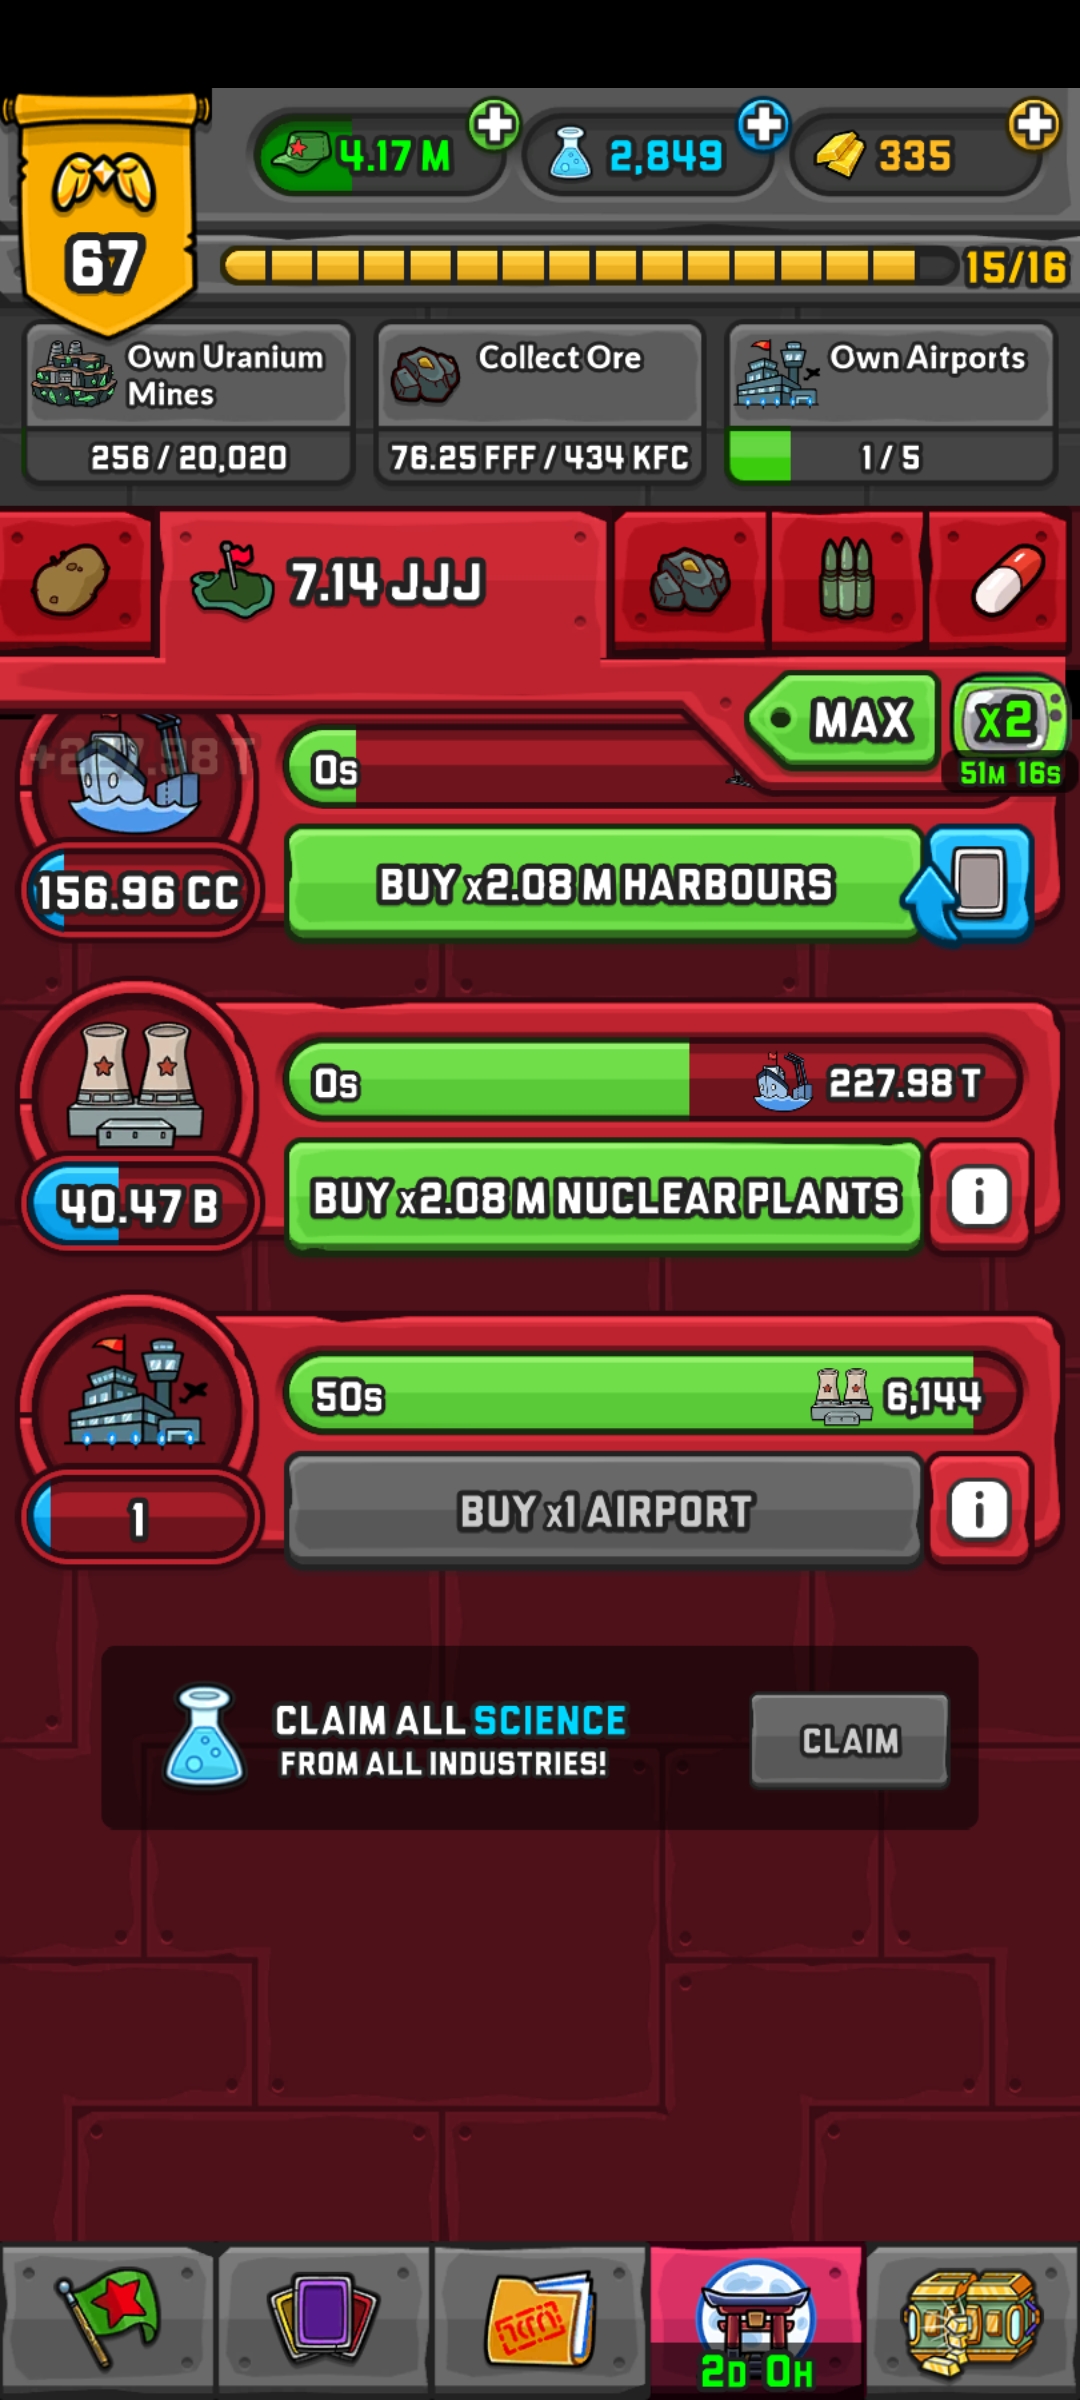 67
4.17 M
2,849
335
15/16
Own Uranium
Mines
256 / 20,020
Collect Ore
76.25 FFF / 434 KFC
Own Airports
1 / 5
7.14 JJJ
MAX
x2
51M 16s
+227.98 T
0s
156.96 CC
BUY x2.08 M HARBOURS
0s
227.98 T
40.47 B
BUY x2.08 M NUCLEAR PLANTS
i
50s
6,144
1
BUY x1 AIRPORT
i
CLAIM ALL SCIENCE
FROM ALL INDUSTRIES!
CLAIM
2D 0H